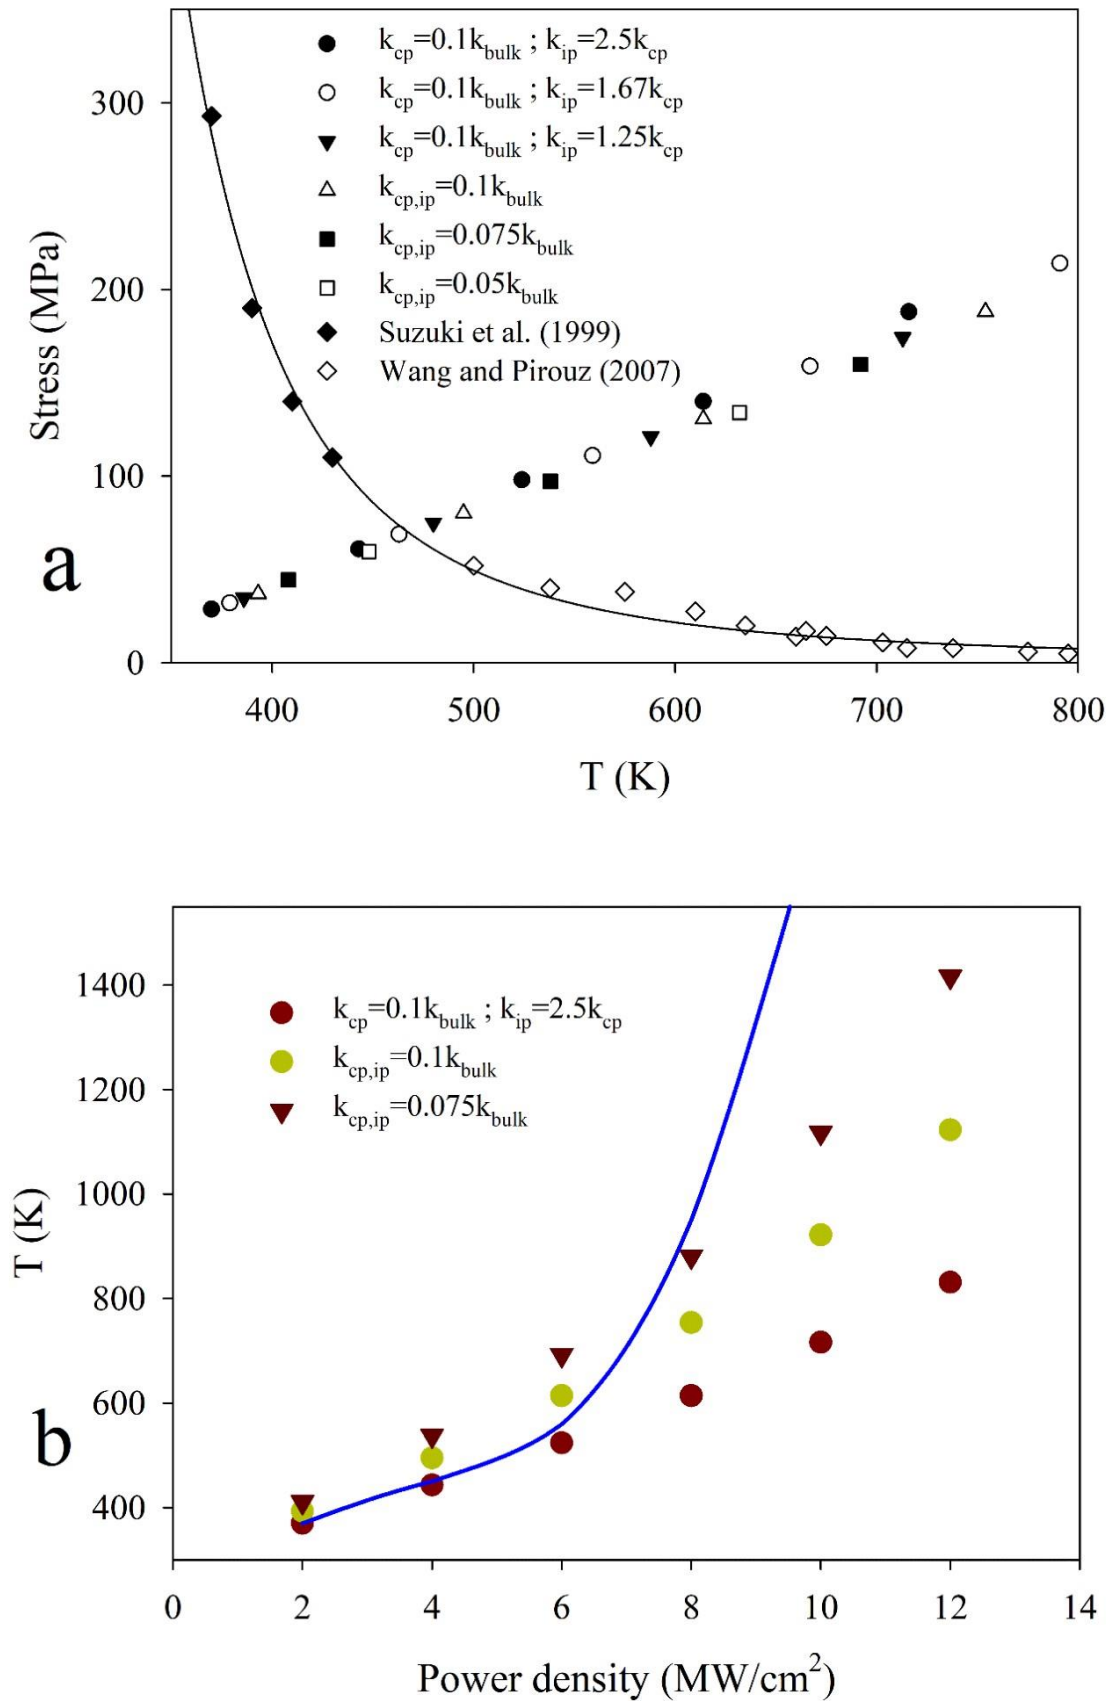 k_cp=0.1k_bulk ; k_ip=2.5k_cp
k_cp=0.1k_bulk ; k_ip=1.67k_cp
k_cp=0.1k_bulk ; k_ip=1.25k_cp
k_cp,ip=0.1k_bulk
k_cp,ip=0.075k_bulk
k_cp,ip=0.05k_bulk
Suzuki et al. (1999)
Wang and Pirouz (2007)
300
200
100
0
Stress (MPa)
a
400 500 600 700 800
T (K)
k_cp=0.1k_bulk ; k_ip=2.5k_cp
k_cp,ip=0.1k_bulk
k_cp,ip=0.075k_bulk
1400
1200
1000
800
600
400
T (K)
b
0 2 4 6 8 10 12 14
Power density (MW/cm²)